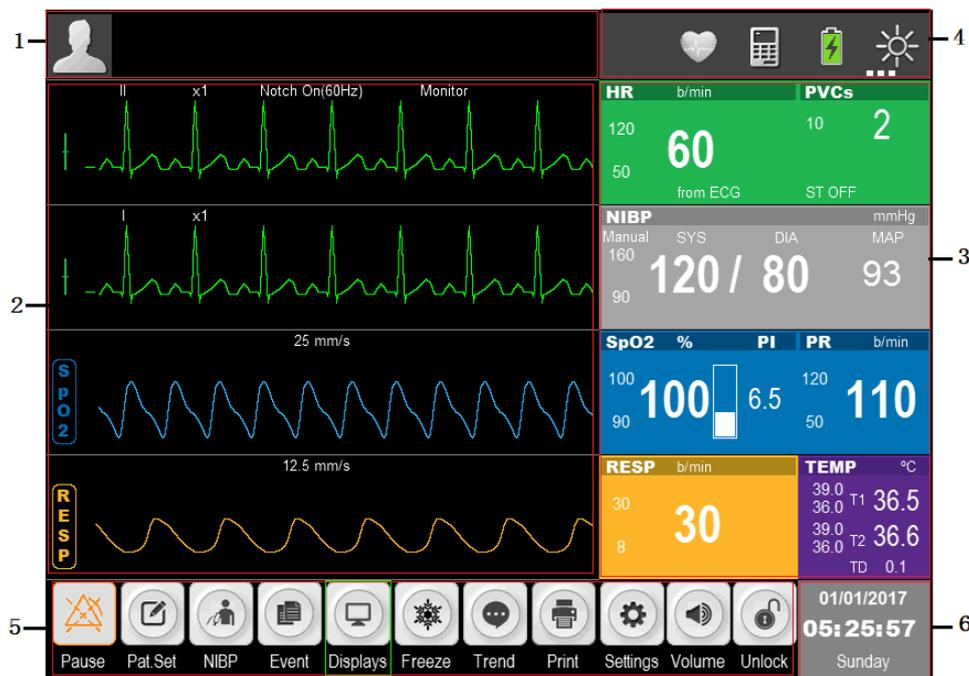 1
4
II x1 Notch On(60Hz) Monitor
HR b/min PVCs
120 60 10 2
50
from ECG ST OFF
I x1
NIBP mmHg
Manual SYS DIA MAP
160 120 / 80 93
90
3
2
25 mm/s
SpO2
SpO2 % PI PR b/min
100 100 6.5 120 110
90 50
12.5 mm/s
RESP
RESP b/min TEMP ºC
30 30 39.0 T1 36.5
36.0
8 39.0 T2 36.6
36.0
TD 0.1
5
Pause Pat.Set NIBP Event Displays Freeze Trend Print Settings Volume Unlock
01/01/2017
05:25:57
Sunday
6